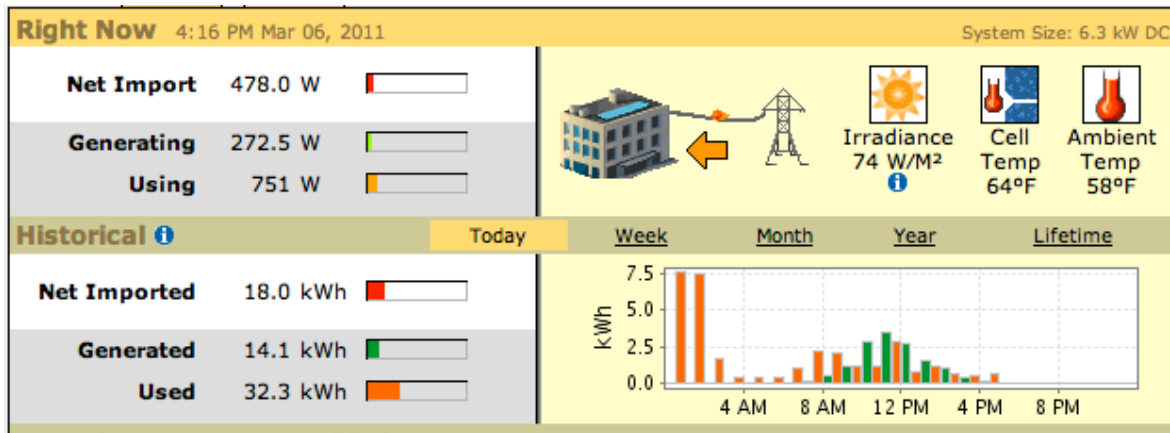 Right Now 4:16 PM Mar 06, 2011 System Size: 6.3 kW DC
Net Import 478.0 W
Generating 272.5 W
Using 751 W
Irradiance
74 W/M²
i
Cell
Temp
64ºF
Ambient
Temp
58ºF
Historical i Today Week Month Year Lifetime
Net Imported 18.0 kWh
Generated 14.1 kWh
Used 32.3 kWh
kWh
7.5
5.0
2.5
0.0
4 AM 8 AM 12 PM 4 PM 8 PM